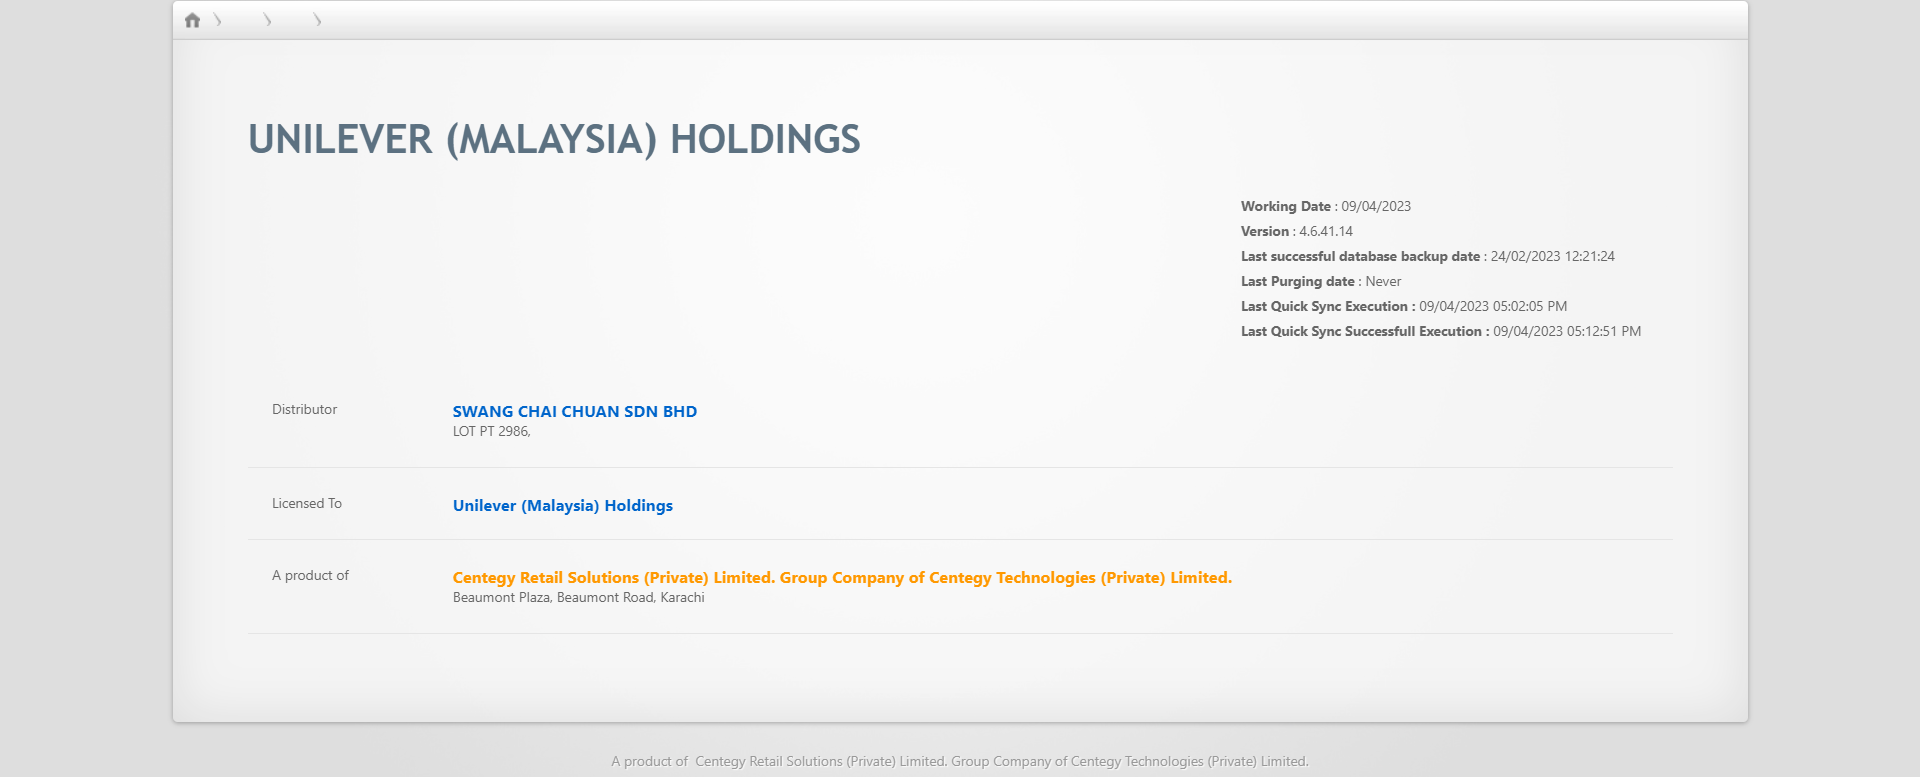 UNILEVER (MALAYSIA) HOLDINGS
Working Date : 09/04/2023
Version : 4.6.41.14
Last successful database backup date : 24/02/2023 12:21:24
Last Purging date : Never
Last Quick Sync Execution : 09/04/2023 05:02:05 PM
Last Quick Sync Successfull Execution : 09/04/2023 05:12:51 PM
Distributor SWANG CHAI CHUAN SDN BHD
LOT PT 2986,
Licensed To Unilever (Malaysia) Holdings
A product of Centegy Retail Solutions (Private) Limited. Group Company of Centegy Technologies (Private) Limited.
Beaumont Plaza, Beaumont Road, Karachi
A product of Centegy Retail Solutions (Private) Limited. Group Company of Centegy Technologies (Private) Limited.